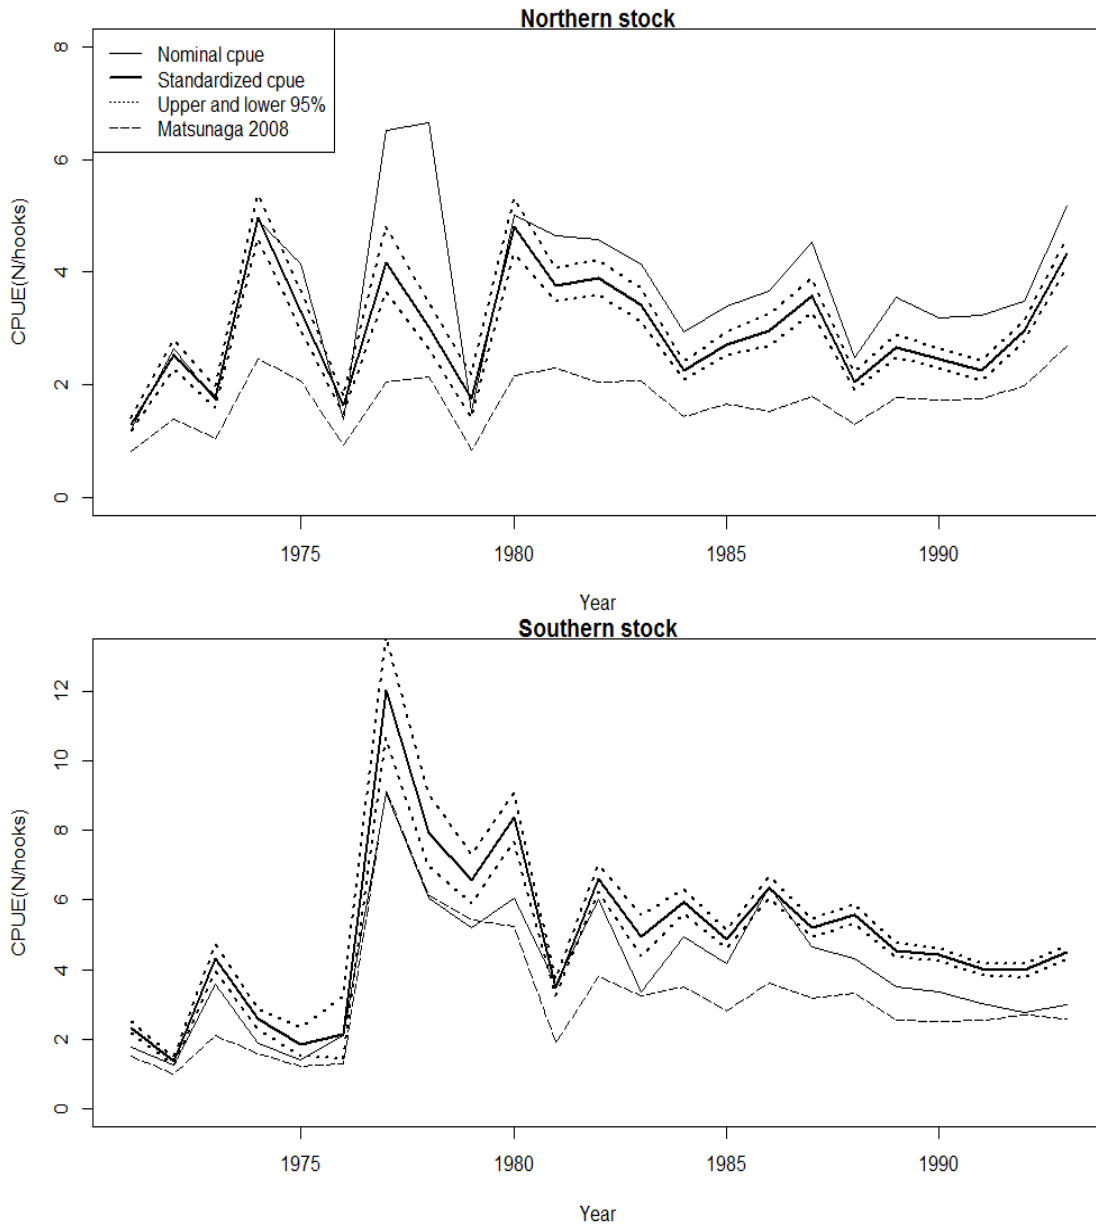 Northern stock
Nominal cpue
Standardized cpue
Upper and lower 95%
Matsunaga 2008
CPUE(N/hooks)
8
6
4
2
0
1975 1980 1985 1990
Year
Southern stock
CPUE(N/hooks)
12
10
8
6
4
2
0
1975 1980 1985 1990
Year